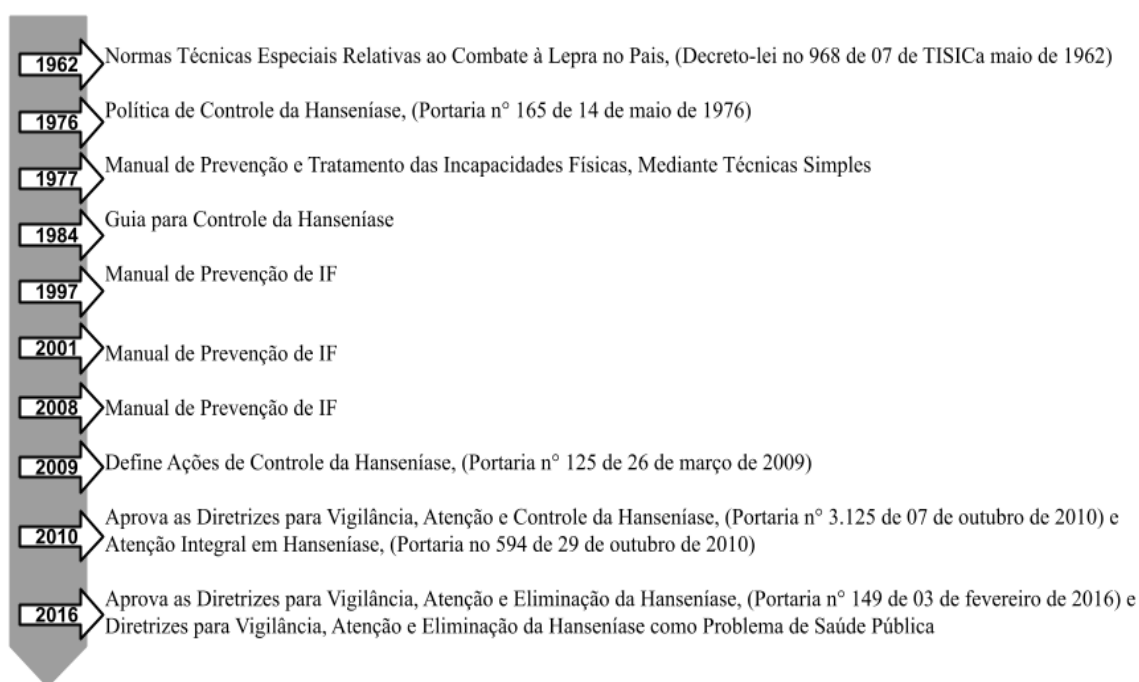 1962 Normas Técnicas Especiais Relativas ao Combate à Lepra no Pais, (Decreto-lei no 968 de 07 de TISICa maio de 1962)
1976 Política de Controle da Hanseníase, (Portaria n° 165 de 14 de maio de 1976)
1977 Manual de Prevenção e Tratamento das Incapacidades Físicas, Mediante Técnicas Simples
1984 Guia para Controle da Hanseníase
1997 Manual de Prevenção de IF
2001 Manual de Prevenção de IF
2008 Manual de Prevenção de IF
2009 Define Ações de Controle da Hanseníase, (Portaria n° 125 de 26 de março de 2009)
2010 Aprova as Diretrizes para Vigilância, Atenção e Controle da Hanseníase, (Portaria n° 3.125 de 07 de outubro de 2010) e
Atenção Integral em Hanseníase, (Portaria no 594 de 29 de outubro de 2010)
2016 Aprova as Diretrizes para Vigilância, Atenção e Eliminação da Hanseníase, (Portaria n° 149 de 03 de fevereiro de 2016) e
Diretrizes para Vigilância, Atenção e Eliminação da Hanseníase como Problema de Saúde Pública